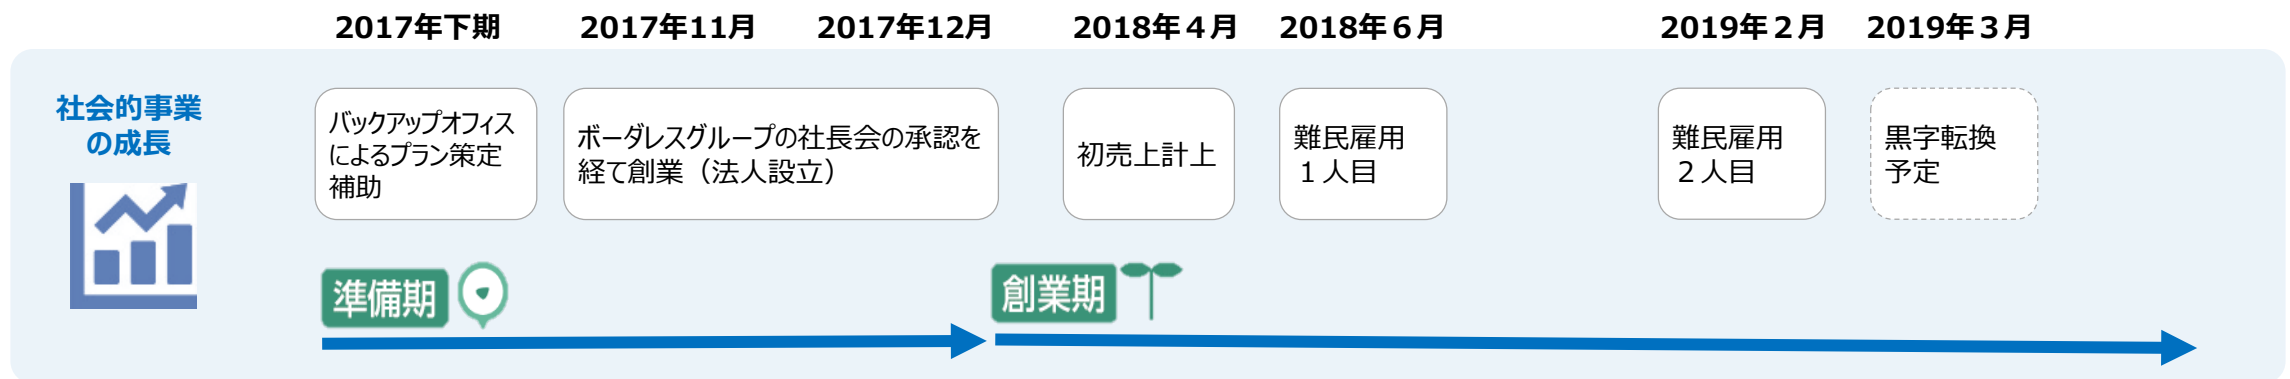 2017年下期 2017年11月 2017年12月 2018年４月 2018年６月 2019年２月 2019年３月
社会的事業
の成長
バックアップオフィス
によるプラン策定
補助
ボーダレスグループの社長会の承認を
経て創業（法人設立）
初売上計上
難民雇用
１人目
難民雇用
２人目
黒字転換
予定
準備期
創業期